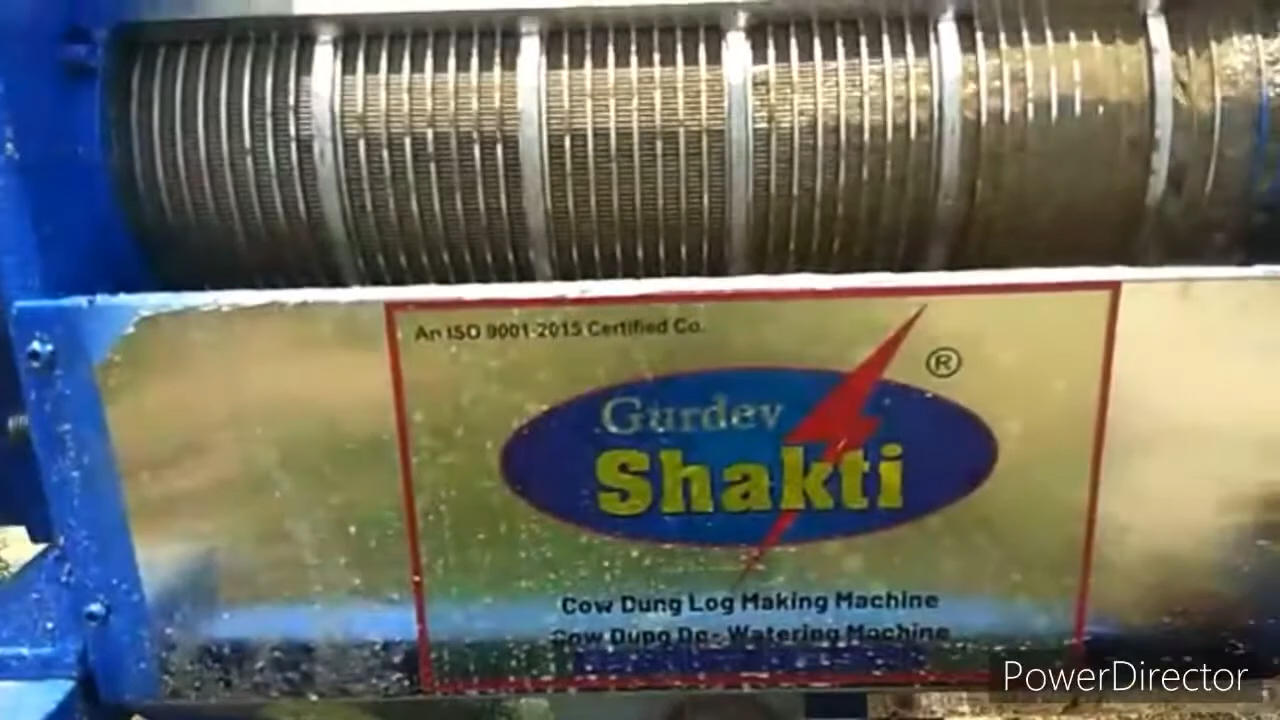 An ISO 9001-2015 Certified Co.
®
Gurdev
Shakti
Cow Dung Log Making Machine
Cow Dung De- Watering Machine
PowerDirector